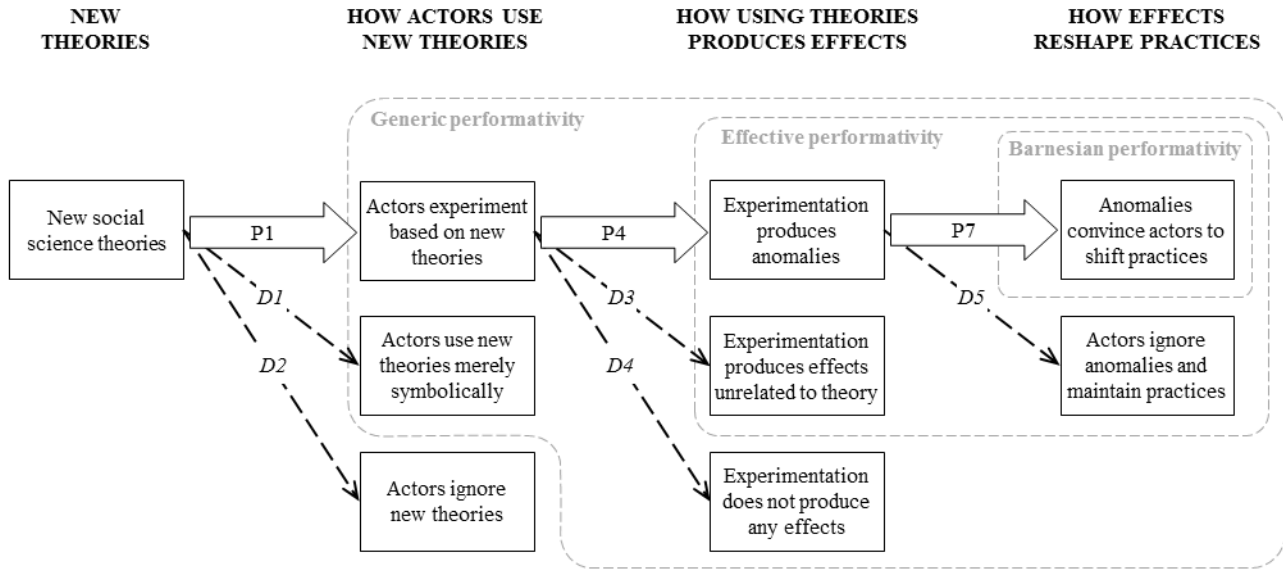 NEW
THEORIES
HOW ACTORS USE
NEW THEORIES
HOW USING THEORIES
PRODUCES EFFECTS
HOW EFFECTS
RESHAPE PRACTICES
Generic performativity
Effective performativity
Barnesian performativity
New social
science theories
P1
Actors experiment
based on new
theories
P4
Experimentation
produces
anomalies
P7
Anomalies
convince actors to
shift practices
D1
D2
Actors use new
theories merely
symbolically
D3
D4
Experimentation
produces effects
unrelated to theory
D5
Actors ignore
anomalies and
maintain practices
Actors ignore
new theories
Experimentation
does not produce
any effects